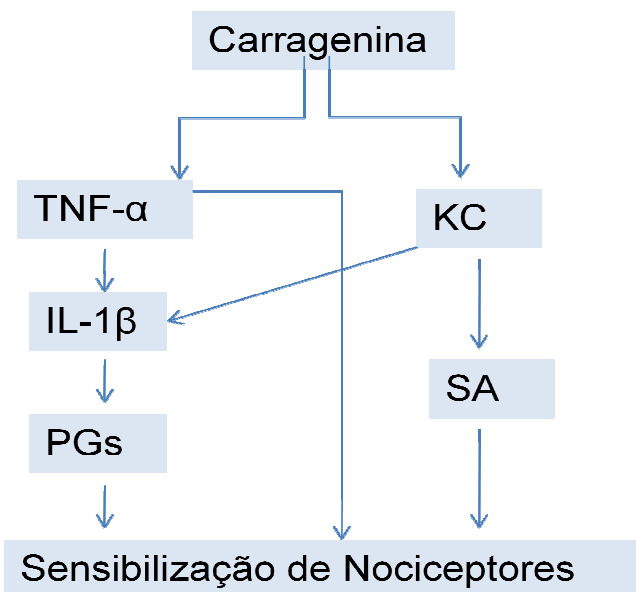 Carragenina
TNF-α
KC
IL-1β
SA
PGs
Sensibilização de Nociceptores